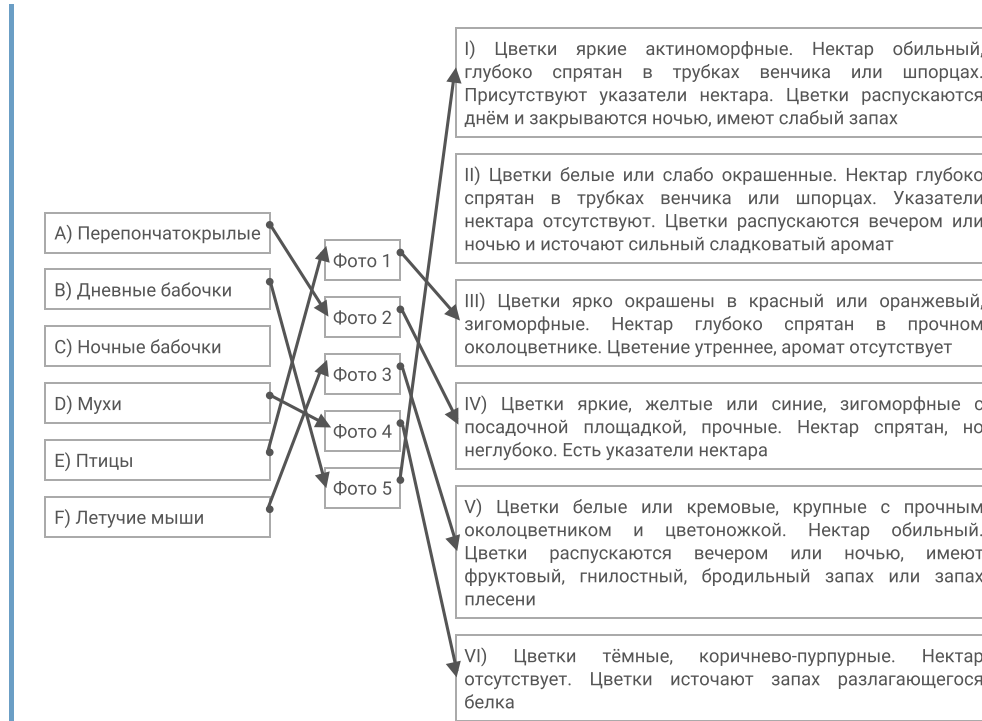 A) Перепончатокрылые
B) Дневные бабочки
C) Ночные бабочки
D) Мухи
E) Птицы
F) Летучие мыши
Фото 1
Фото 2
Фото 3
Фото 4
Фото 5
I) Цветки яркие актиноморфные. Нектар обильный,
глубоко спрятан в трубках венчика или шпорцах.
Присутствуют указатели нектара. Цветки распускаются
днём и закрываются ночью, имеют слабый запах
II) Цветки белые или слабо окрашенные. Нектар глубоко
спрятан в трубках венчика или шпорцах. Указатели
нектара отсутствуют. Цветки распускаются вечером или
ночью и источают сильный сладковатый аромат
III) Цветки ярко окрашены в красный или оранжевый,
зигоморфные. Нектар глубоко спрятан в прочном
околоцветнике. Цветение утреннее, аромат отсутствует
IV) Цветки яркие, желтые или синие, зигоморфные с
посадочной площадкой, прочные. Нектар спрятан, но
неглубоко. Есть указатели нектара
V) Цветки белые или кремовые, крупные с прочным
околоцветником и цветоножкой. Нектар обильный.
Цветки распускаются вечером или ночью, имеют
фруктовый, гнилостный, бродильный запах или запах
плесени
VI) Цветки тёмные, коричнево-пурпурные. Нектар
отсутствует. Цветки источают запах разлагающегося
белка